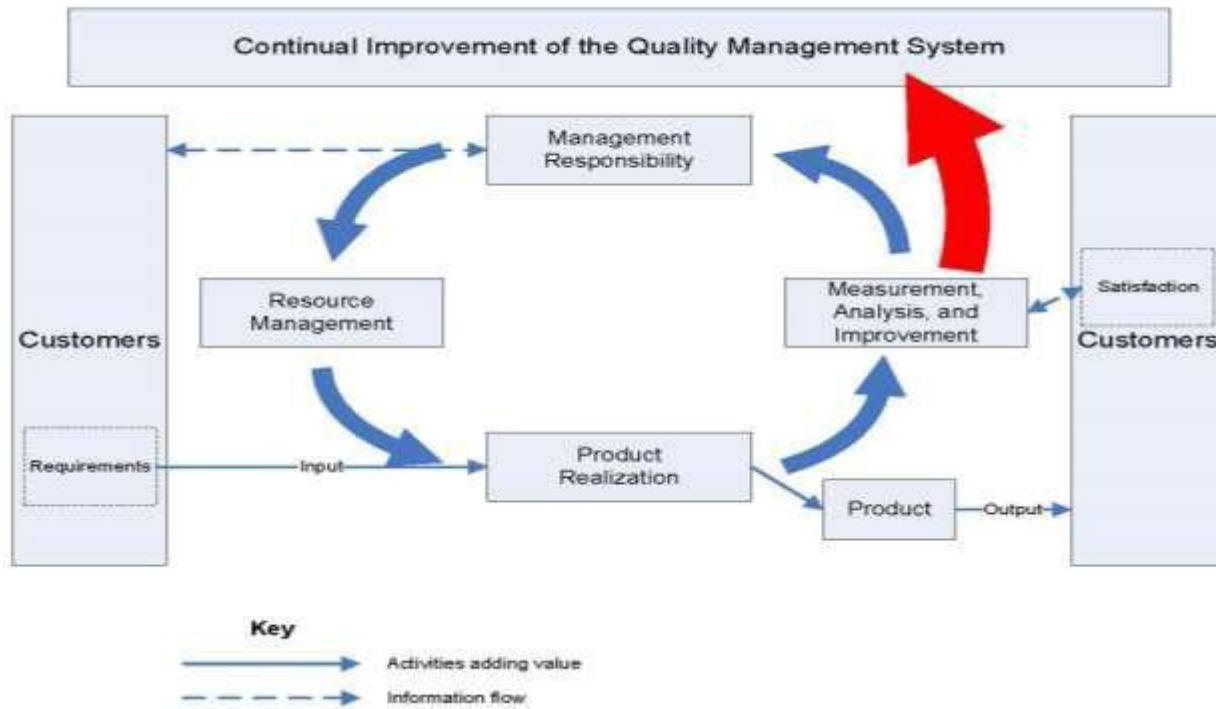 Continual Improvement of the Quality Management System
Management
Responsibility
Resource
Management
Measurement,
Analysis, and
Improvement
Satisfaction
Customers
Customers
Requirements
Input
Product
Realization
Product
Output
Key
Activities adding value
Information flow